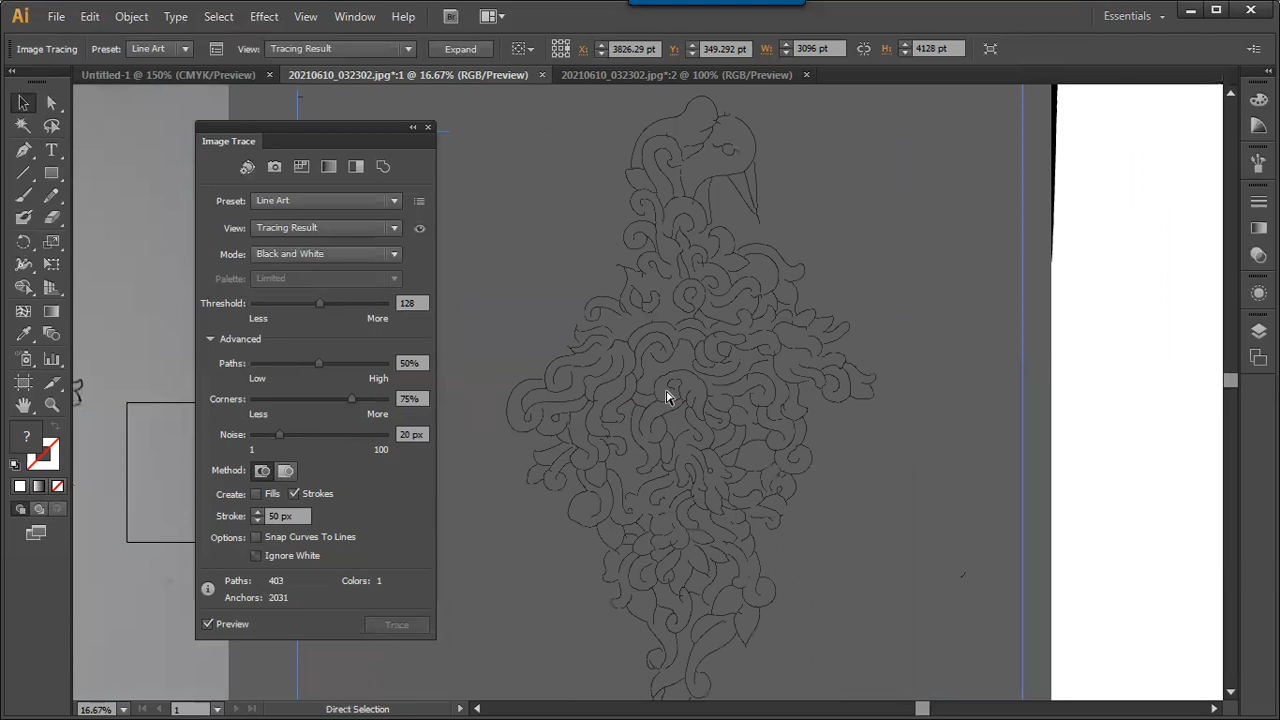 Ai File Edit Object Type Select Effect View Window Help Br Essentials
Image Tracing Preset: Line Art View: Tracing Result Expand X: 3826.29 pt Y: 349.292 pt W: 3096 pt H: 4128 pt
Untitled-1 @ 150% (CMYK/Preview) 20210610_032302.jpg*:1 @ 16.67% (RGB/Preview) 20210610_032302.jpg*:2 @ 100% (RGB/Preview)
Image Trace
Preset: Line Art
View: Tracing Result
Mode: Black and White
Palette: Limited
Threshold: 128
Less More
Advanced
Paths: 50%
Low High
Corners: 75%
Less More
Noise: 20 px
1 100
Method:
Create: Fills Strokes
Stroke: 50 px
Options: Snap Curves To Lines
Ignore White
Paths: 403 Colors: 1
Anchors: 2031
Preview Trace
?
16.67% 1 Direct Selection